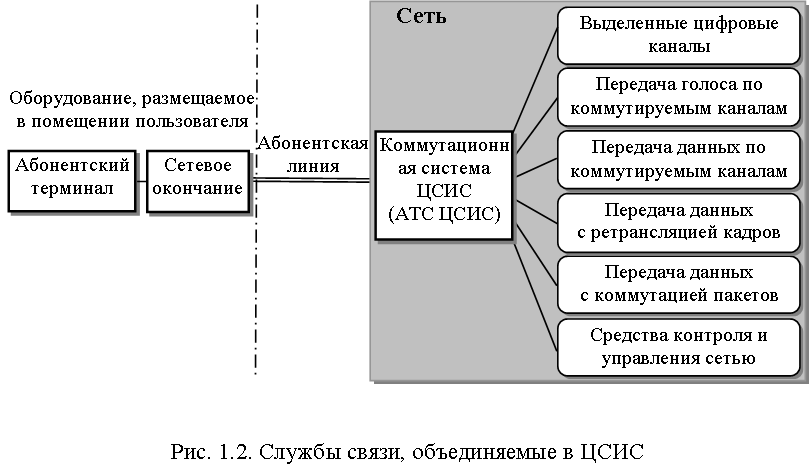 Сеть
Оборудование, размещаемое
в помещении пользователя
Абонентский
терминал
Сетевое
окончание
Абонентская
линия
Коммутационн
ая система
ЦСИС
(АТС ЦСИС)
Выделенные цифровые
каналы
Передача голоса по
коммутируемым каналам
Передача данных по
коммутируемым каналам
Передача данных
с ретрансляцией кадров
Передача данных
с коммутацией пакетов
Средства контроля и
управления сетью
Рис. 1.2. Службы связи, объединяемые в ЦСИС